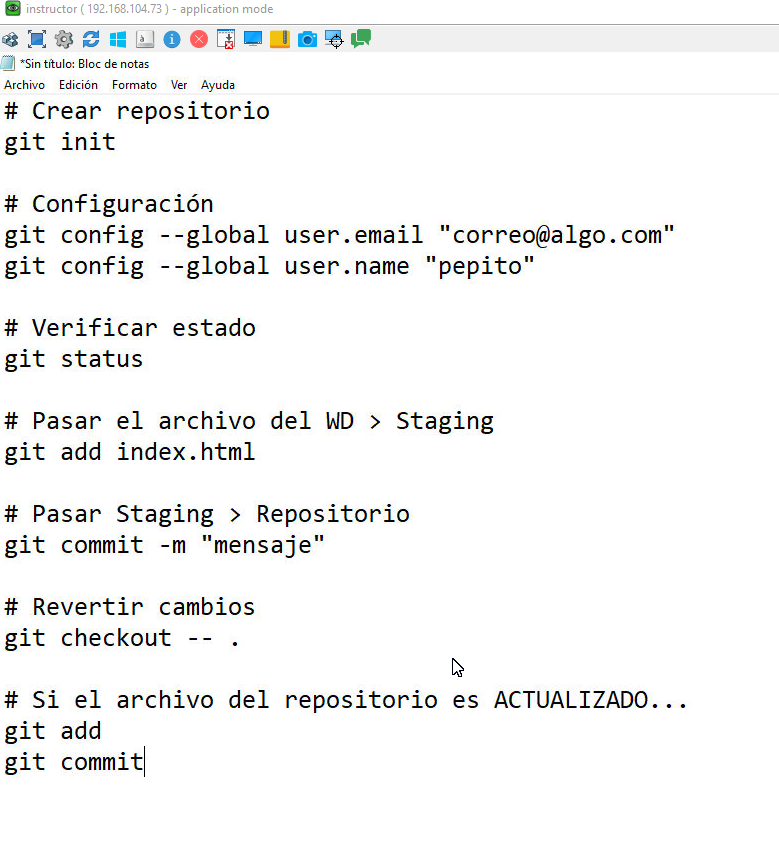 instructor ( 192.168.104.73 ) - application mode
*Sin título: Bloc de notas
Archivo Edición Formato Ver Ayuda
# Crear repositorio
git init
# Configuración
git config --global user.email "correo@algo.com"
git config --global user.name "pepito"
# Verificar estado
git status
# Pasar el archivo del WD > Staging
git add index.html
# Pasar Staging > Repositorio
git commit -m "mensaje"
# Revertir cambios
git checkout -- .
# Si el archivo del repositorio es ACTUALIZADO...
git add
git commit